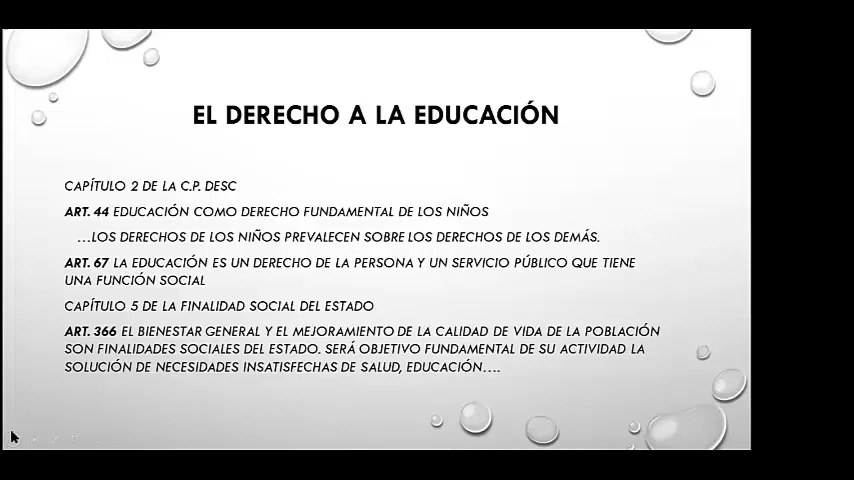 EL DERECHO A LA EDUCACIÓN
CAPÍTULO 2 DE LA C.P. DESC
ART. 44 EDUCACIÓN COMO DERECHO FUNDAMENTAL DE LOS NIÑOS
...LOS DERECHOS DE LOS NIÑOS PREVALECEN SOBRE LOS DERECHOS DE LOS DEMÁS.
ART. 67 LA EDUCACIÓN ES UN DERECHO DE LA PERSONA Y UN SERVICIO PÚBLICO QUE TIENE
UNA FUNCIÓN SOCIAL
CAPÍTULO 5 DE LA FINALIDAD SOCIAL DEL ESTADO
ART. 366 EL BIENESTAR GENERAL Y EL MEJORAMIENTO DE LA CALIDAD DE VIDA DE LA POBLACIÓN
SON FINALIDADES SOCIALES DEL ESTADO. SERÁ OBJETIVO FUNDAMENTAL DE SU ACTIVIDAD LA
SOLUCIÓN DE NECESIDADES INSATISFECHAS DE SALUD, EDUCACIÓN....